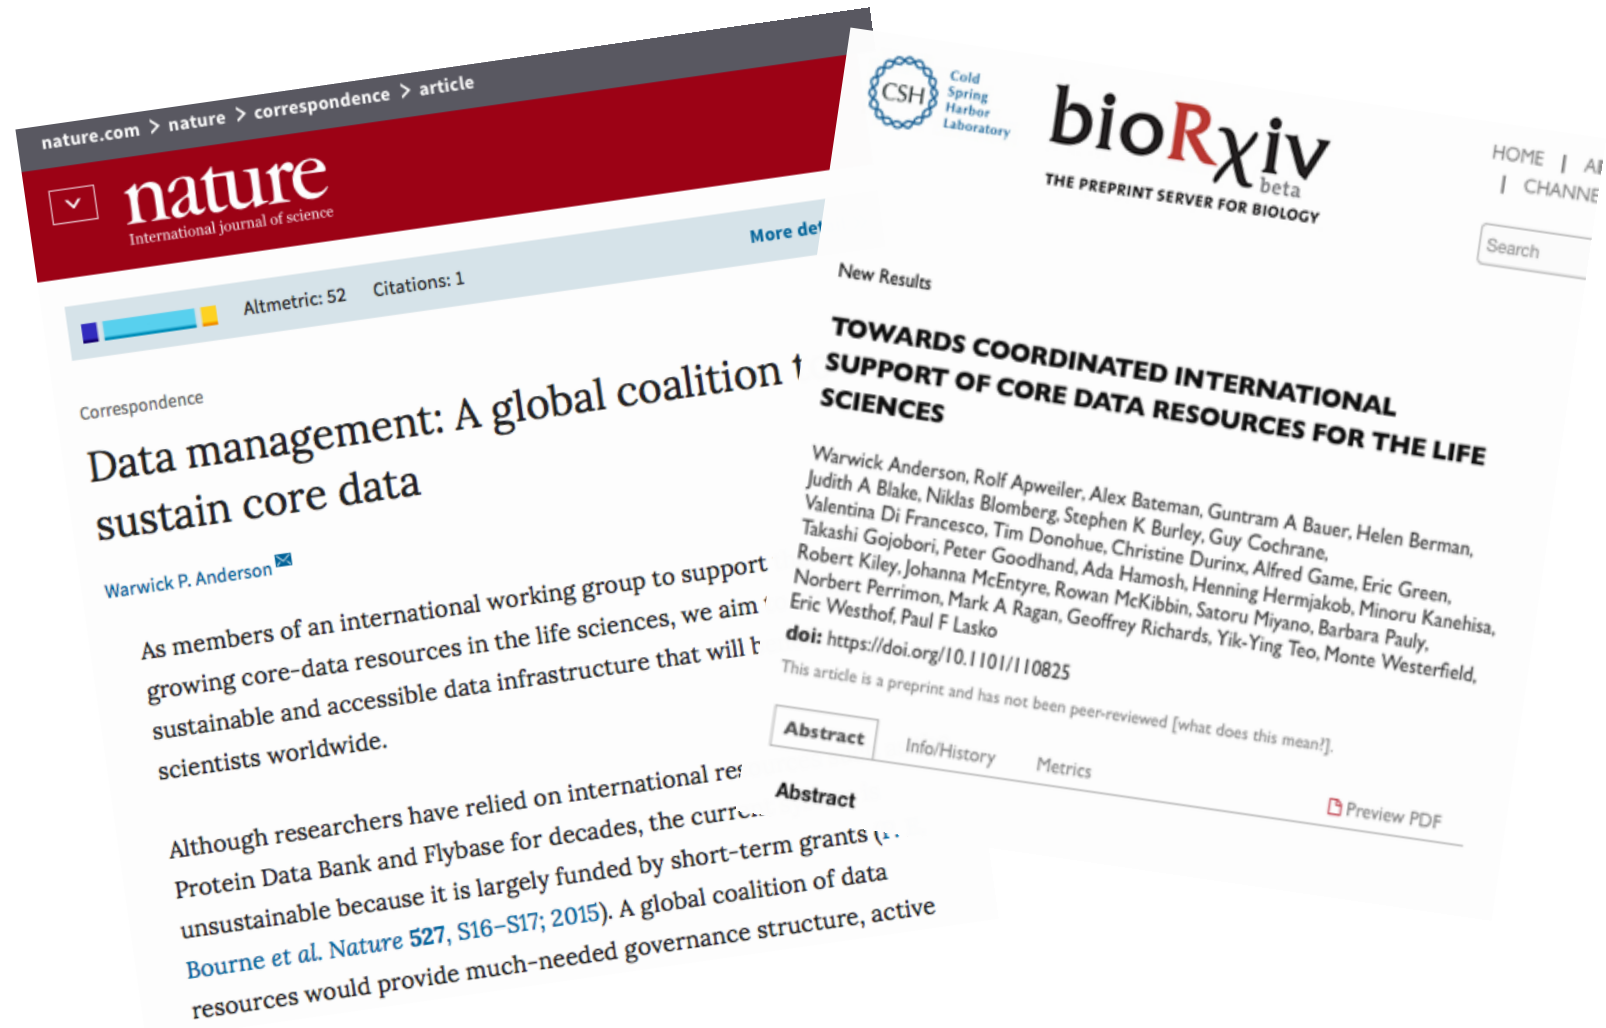 nature.com > nature > correspondence > article
nature
International journal of science
Altmetric: 52 Citations: 1
More
Correspondence
Data management: A global coalition
sustain core data
Warwick P. Anderson
As members of an international working group to support
growing core-data resources in the life sciences, we aim
sustainable and accessible data infrastructure that will
scientists worldwide.
Although researchers have relied on international
Protein Data Bank and Flybase for decades, the
unsustainable because it is largely funded by short-term grants
Bourne et al. Nature 527, S16–S17; 2015). A global coalition of data
resources would provide much-needed governance structure, active
CSH
Cold
Spring
Harbor
Laboratory
bioRxiv
beta
THE PREPRINT SERVER FOR BIOLOGY
HOME |
| 
Search
New Results
TOWARDS COORDINATED INTERNATIONAL
SUPPORT OF CORE DATA RESOURCES FOR THE LIFE
SCIENCES
Warwick Anderson, Rolf Apweiler, Alex Bateman, Guntram A Bauer, Helen Berman,
Judith A Blake, Niklas Blomberg, Stephen K Burley, Guy Cochrane,
Valentina Di Francesco, Tim Donohue, Christine Durinx, Alfred Game, Eric Green,
Takashi Gojobori, Peter Goodhand, Ada Hamosh, Henning Hermjakob, Minoru Kanehisa,
Robert Kiley, Johanna McEntyre, Rowan McKibbin, Satoru Miyano, Barbara Pauly,
Norbert Perrimon, Mark A Ragan, Geoffrey Richards, Yik-Ying Teo, Monte Westerfield,
Eric Westhof, Paul F Lasko
doi: https://doi.org/10.1101/110825
This article is a preprint and has not been peer-reviewed [what does this mean?].
Abstract Info/History Metrics
Preview PDF
Abstract